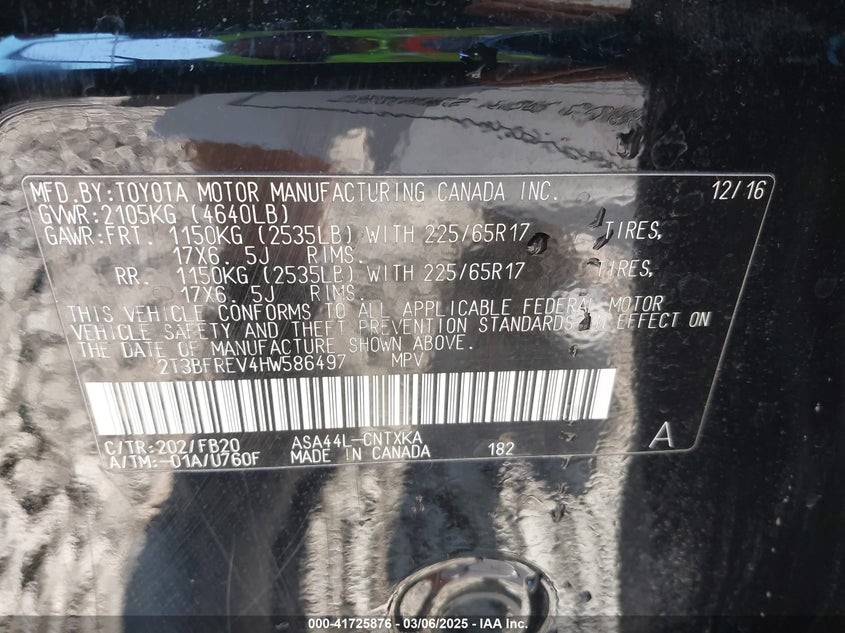 MFD.BY:TOYOTA MOTOR MANUFACTURING CANADA INC. 12/16
GVWR:2105KG (4640LB)
GAWR:FRT. 1150KG (2535LB) WITH 225/65R17 TIRES,
17X6. 5J RIMS.
RR. 1150KG (2535LB) WITH 225/65R17 TIRES,
17X6. 5J RIMS.
THIS VEHICLE CONFORMS TO ALL APPLICABLE FEDERAL MOTOR
VEHICLE SAFETY AND THEFT PREVENTION STANDARDS IN EFFECT ON
THE DATE OF MANUFACTURE SHOWN ABOVE.
2T3BFREV4HW586497 MPV
C/TR:202/FB20 ASA44L-CNTXKA 182 A
A/TM:-01A/U760F MADE IN CANADA
000-41725876 - 03/06/2025 - IAA Inc.